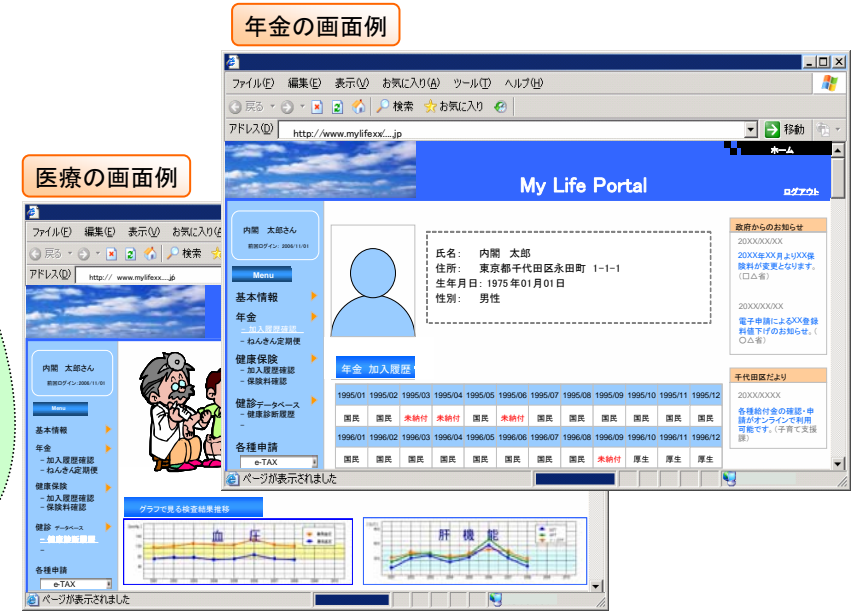 年金の画面例
ファイル(F) 編集(E) 表示(V) お気に入り(A) ツール(T) ヘルプ(H)
戻る 検索 お気に入り
アドレス(D) http://www.mylifexx....jp 移動
ホーム
My Life Portal
ログアウト
内閣 太郎さん
前回ログイン: 2006/11/01
Menu
基本情報
年金
- 加入履歴確認
- ねんきん定期便
健康保険
- 加入履歴確認
- 保険料確認
健診データベース
- 健康診断履歴
-
各種申請
e-TAX
氏名: 内閣 太郎
住所: 東京都千代田区永田町 1-1-1
生年月日: 1975年01月01日
性別: 男性
年金 加入履歴
1995/01 1995/02 1995/03 1995/04 1995/05 1995/06 1995/07 1995/08 1995/09 1995/10 1995/11 1995/12
国民 国民 未納付 未納付 国民 未納付 国民 国民 国民 国民 国民 国民
1996/01 1996/02 1996/03 1996/04 1996/05 1996/06 1996/07 1996/08 1996/09 1996/10 1996/11 1996/12
国民 国民 国民 国民 国民 国民 国民 国民 未納付 厚生 厚生 厚生
政府からのお知らせ
20XX/XX/XX
20XX年XX月よりXX保
険料が変更となります。
(□△省)
20XX/XX/XX
電子申請によるXX登録
料値下げのお知らせ。(
〇△省)
千代田区だより
20XX/XXXX
各種給付金の確認・申
請がオンラインで利用
可能です。(子育て支援
課)
ページが表示されました
医療の画面例
ファイル(F) 編集(E) 表示(V) お気に入り(A
戻る 検索
アドレス(D) http:// www.mylifexx....jp
内閣 太郎さん
前回ログイン: 2006/11/01
Menu
基本情報
年金
- 加入履歴確認
- ねんきん定期便
健康保険
- 加入履歴確認
- 保険料確認
健診 データベース
- 健康診断履歴
-
各種申請
e-TAX
グラフで見る検査結果推移
血圧
肝機能
ページが表示されました